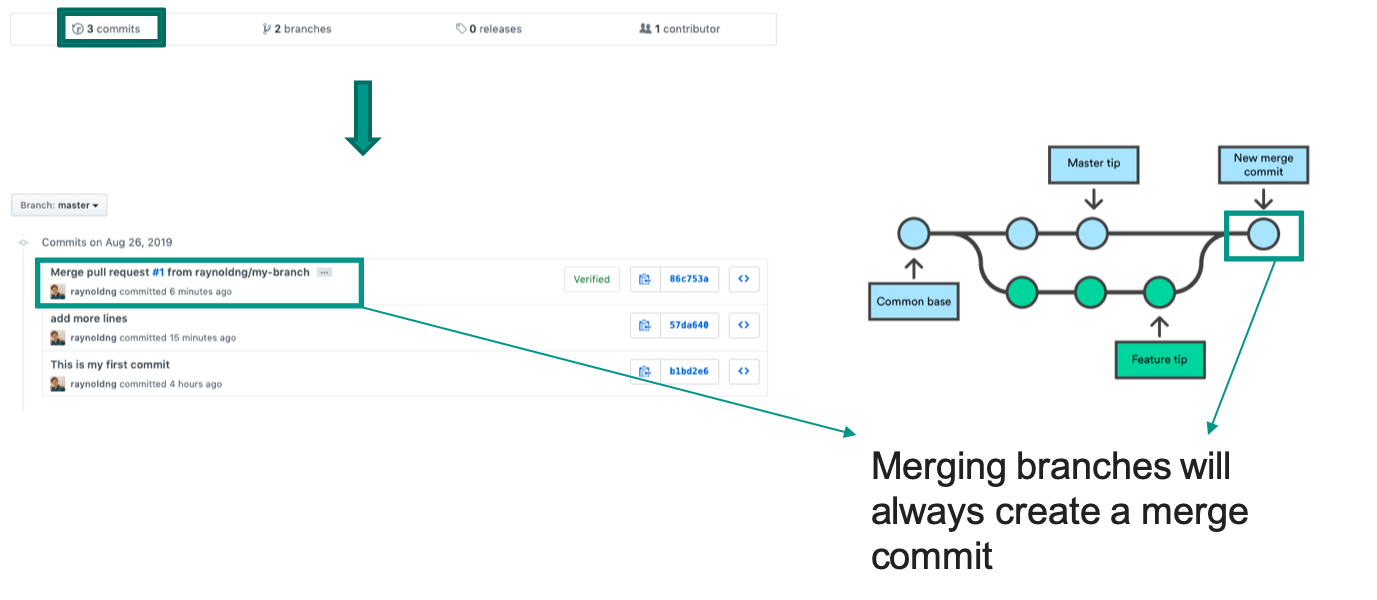 3 commits
2 branches
0 releases
1 contributor
Branch: master
Commits on Aug 26, 2019
Merge pull request #1 from raynoldng/my-branch ...
raynoldng committed 6 minutes ago
Verified
86c753a
<>
add more lines
raynoldng committed 15 minutes ago
57da640
<>
This is my first commit
raynoldng committed 4 hours ago
b1bd2e6
<>
Master tip
New merge
commit
Common base
Feature tip
Merging branches will
always create a merge
commit